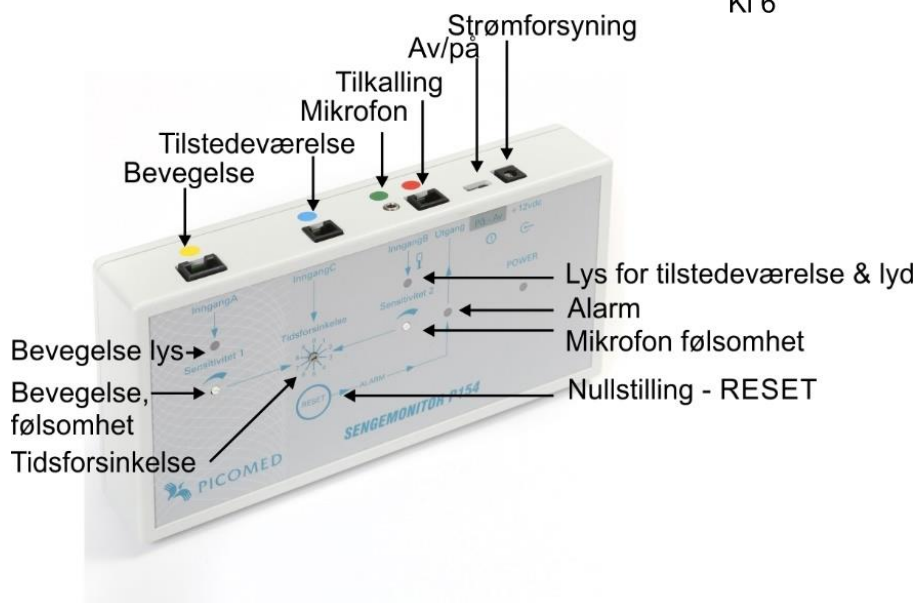 Kl 6
Strømforsyning
Av/på
Tilkalling
Mikrofon
Tilstedeværelse
Bevegelse
+12vdc
InngangB
Utgang
InngangC
POWER
InngangA
Lys for tilstedeværelse & lyd
Sensitivitet 2
Alarm
Tidsforsinkelse
Mikrofon følsomhet
Bevegelse lys
Sensitivitet 1
Bevegelse,
følsomhet
ALARM
RESET
Nullstilling - RESET
SENGEMONITOR P154
Tidsforsinkelse
PICOMED